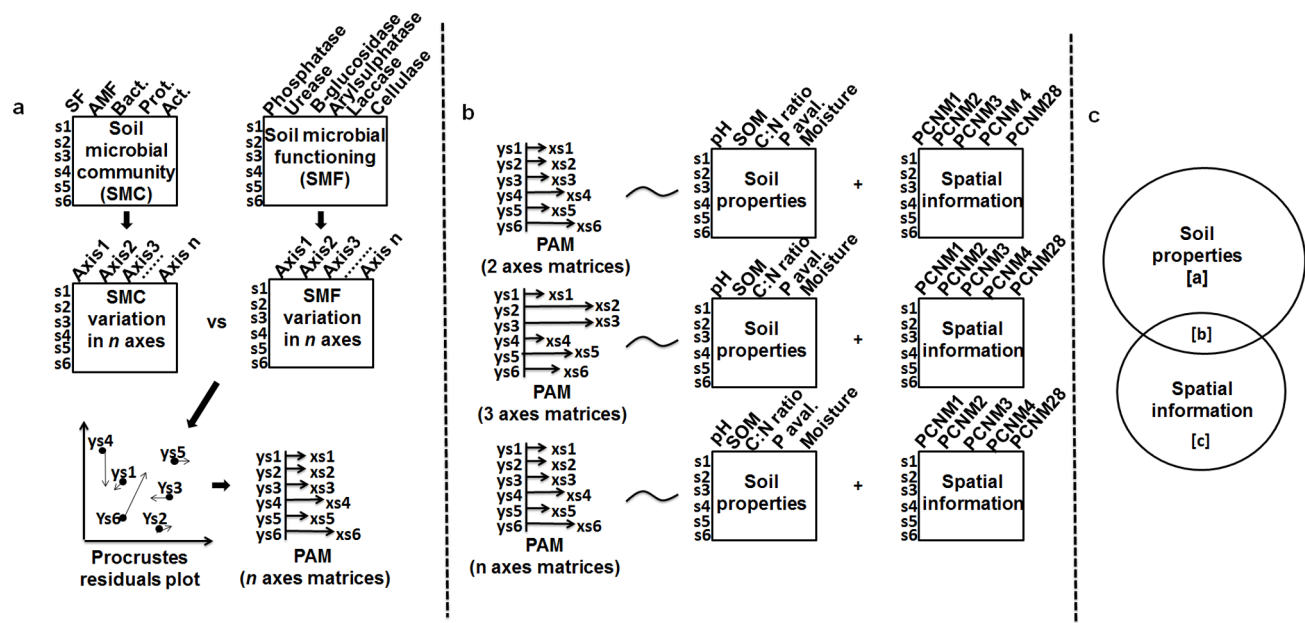 a
SF
AMF
Bact.
Prot.
Act.
s1
s2
s3
s4
s5
s6
Soil
microbial
community
(SMC)
Phosphatase
Urease
B-glucosidase
Arylsulphatase
Laccase
Cellulase
s1
s2
s3
s4
s5
s6
Soil microbial
functioning
(SMF)
Axis1
Axis2
Axis3
......
Axis n
s1
s2
s3
s4
s5
s6
SMC
variation
in n axes
vs
Axis1
Axis2
Axis3
........
Axis n
s1
s2
s3
s4
s5
s6
SMF
variation
in n axes
ys4
ys1
ys5
Ys3
Ys6
Ys2
Procrustes
residuals plot
ys1 xs1
ys2 xs2
ys3 xs3
ys4 xs4
ys5 xs5
ys6 xs6
PAM
(n axes matrices)
b
ys1 xs1
ys2 xs2
ys3 xs3
ys4 xs4
ys5 xs5
ys6 xs6
PAM
(2 axes matrices)
pH
SOM
C:N ratio
P aval.
Moisture
s1
s2
s3
s4
s5
s6
Soil
properties
+
PCNM1
PCNM2
PCNM3
PCNM 4
PCNM28
s1
s2
s3
s4
s5
s6
Spatial
information
ys1 xs1
ys2 xs2
ys3 xs3
ys4 xs4
ys5 xs5
ys6 xs6
PAM
(3 axes matrices)
pH
SOM
C:N ratio
P aval.
Moisture
s1
s2
s3
s4
s5
s6
Soil
properties
+
PCNM1
PCNM2
PCNM3
PCNM4
PCNM28
s1
s2
s3
s4
s5
s6
Spatial
information
ys1 xs1
ys2 xs2
ys3 xs3
ys4 xs4
ys5 xs5
ys6 xs6
PAM
(n axes matrices)
pH
SOM
C:N ratio
P aval.
Moisture
s1
s2
s3
s4
s5
s6
Soil
properties
+
PCNM1
PCNM2
PCNM3
PCNM4
PCNM28
s1
s2
s3
s4
s5
s6
Spatial
information
c
Soil
properties
[a]
[b]
Spatial
information
[c]